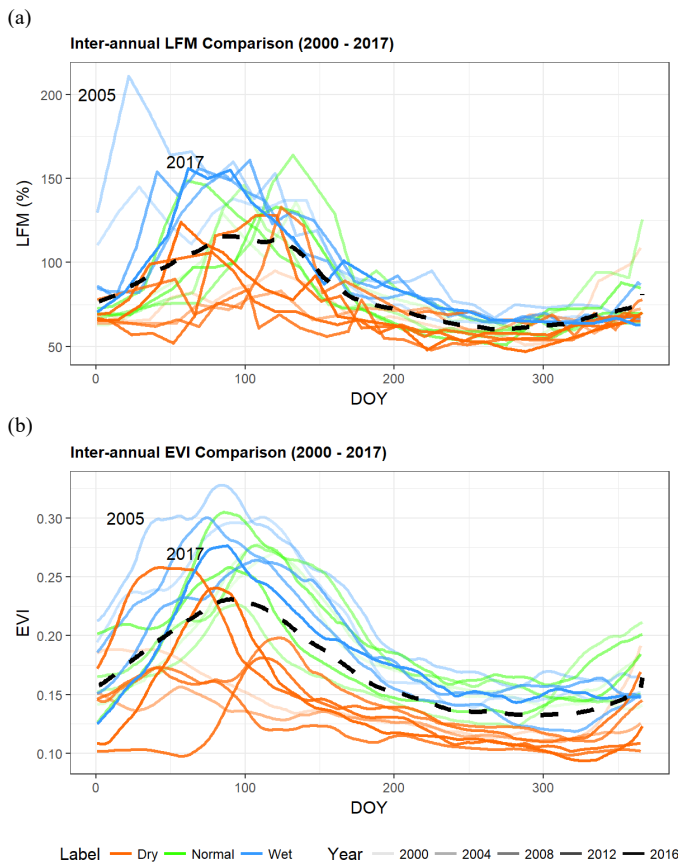 (a)
Inter-annual LFM Comparison (2000 - 2017)
200
150
100
50
LFM (%)
2005
2017
0
100
200
300
DOY
(b)
Inter-annual EVI Comparison (2000 - 2017)
0.30
0.25
0.20
0.15
0.10
EVI
2005
2017
0
100
200
300
DOY
Label Dry Normal Wet Year 2000 2004 2008 2012 2016